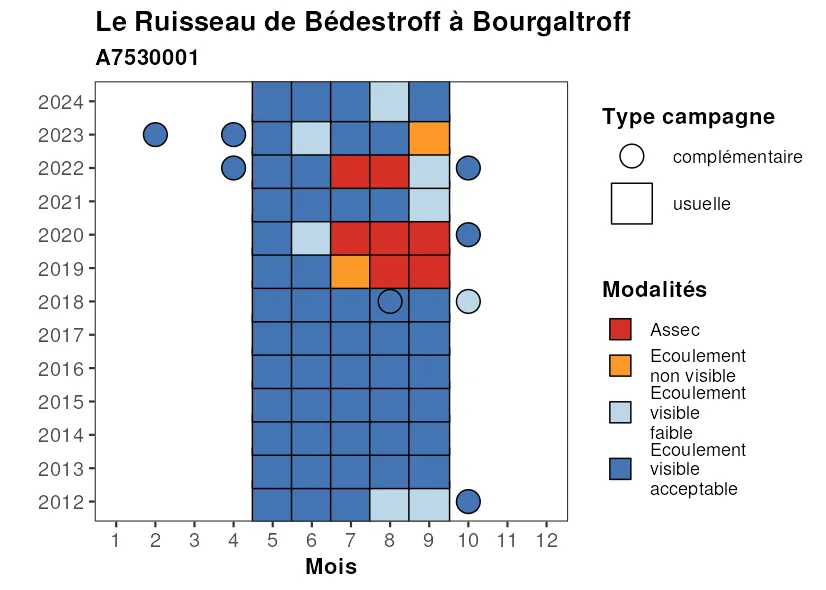 Le Ruisseau de Bédestroff à Bourgaltroff
A7530001
2024
2023
2022
2021
2020
2019
2018
2017
2016
2015
2014
2013
2012
1 2 3 4 5 6 7 8 9 10 11 12
Mois
Type campagne
complémentaire
usuelle
Modalités
Assec
Ecoulement
non visible
Ecoulement
visible
faible
Ecoulement
visible
acceptable